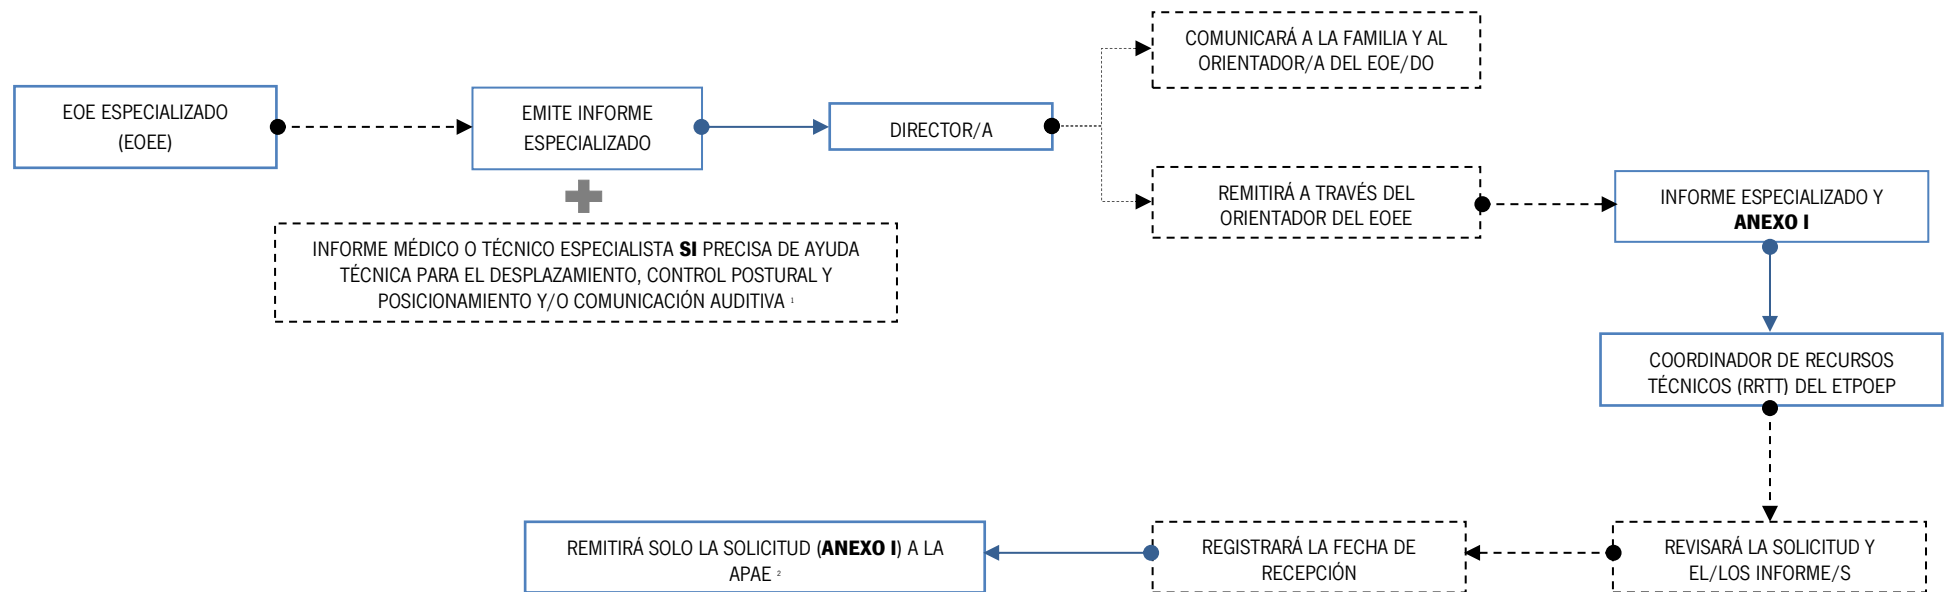 COMUNICARÁ A LA FAMILIA Y AL
ORIENTADOR/A DEL EOE/DO
EOE ESPECIALIZADO
(EOEE)
EMITE INFORME
ESPECIALIZADO
DIRECTOR/A
REMITIRÁ A TRAVÉS DEL
ORIENTADOR DEL EOEE
INFORME ESPECIALIZADO Y
ANEXO I
INFORME MÉDICO O TÉCNICO ESPECIALISTA SI PRECISA DE AYUDA
TÉCNICA PARA EL DESPLAZAMIENTO, CONTROL POSTURAL Y
POSICIONAMIENTO Y/O COMUNICACIÓN AUDITIVA 1
COORDINADOR DE RECURSOS
TÉCNICOS (RRTT) DEL ETPOEP
REVISARÁ LA SOLICITUD Y
EL/LOS INFORME/S
REGISTRARÁ LA FECHA DE
RECEPCIÓN
REMITIRÁ SOLO LA SOLICITUD (ANEXO I) A LA
APAE 2